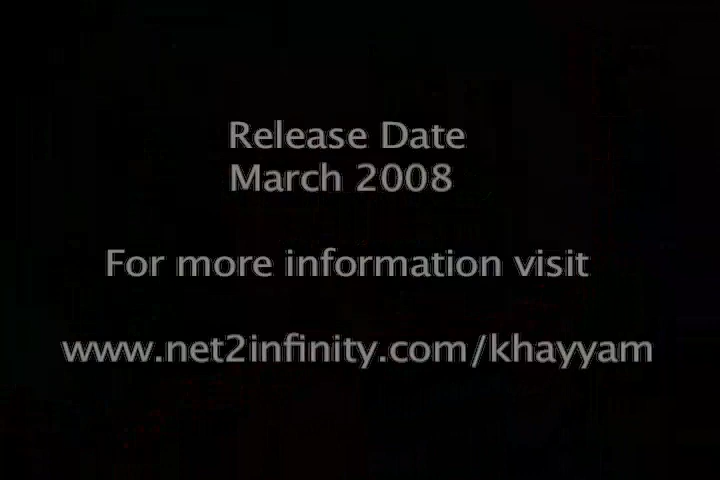 Release Date
March 2008
For more information visit
www.net2infinity.com/khayyam